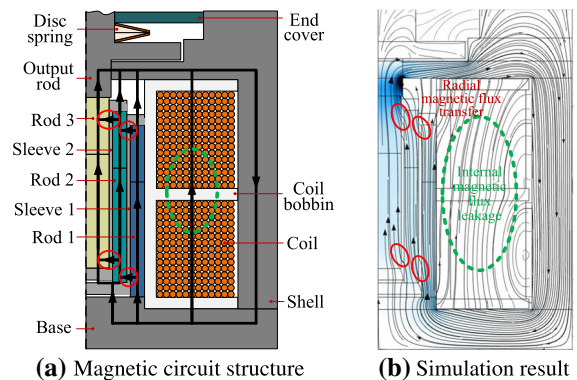 Disc
spring
End
cover
Output
rod
Rod 3
Sleeve 2
Rod 2
Sleeve 1
Rod 1
Base
Coil
bobbin
Coil
Shell
(a) Magnetic circuit structure
Radial
magnetic flux
transfer
Internal
magnetic
flux
leakage
(b) Simulation result